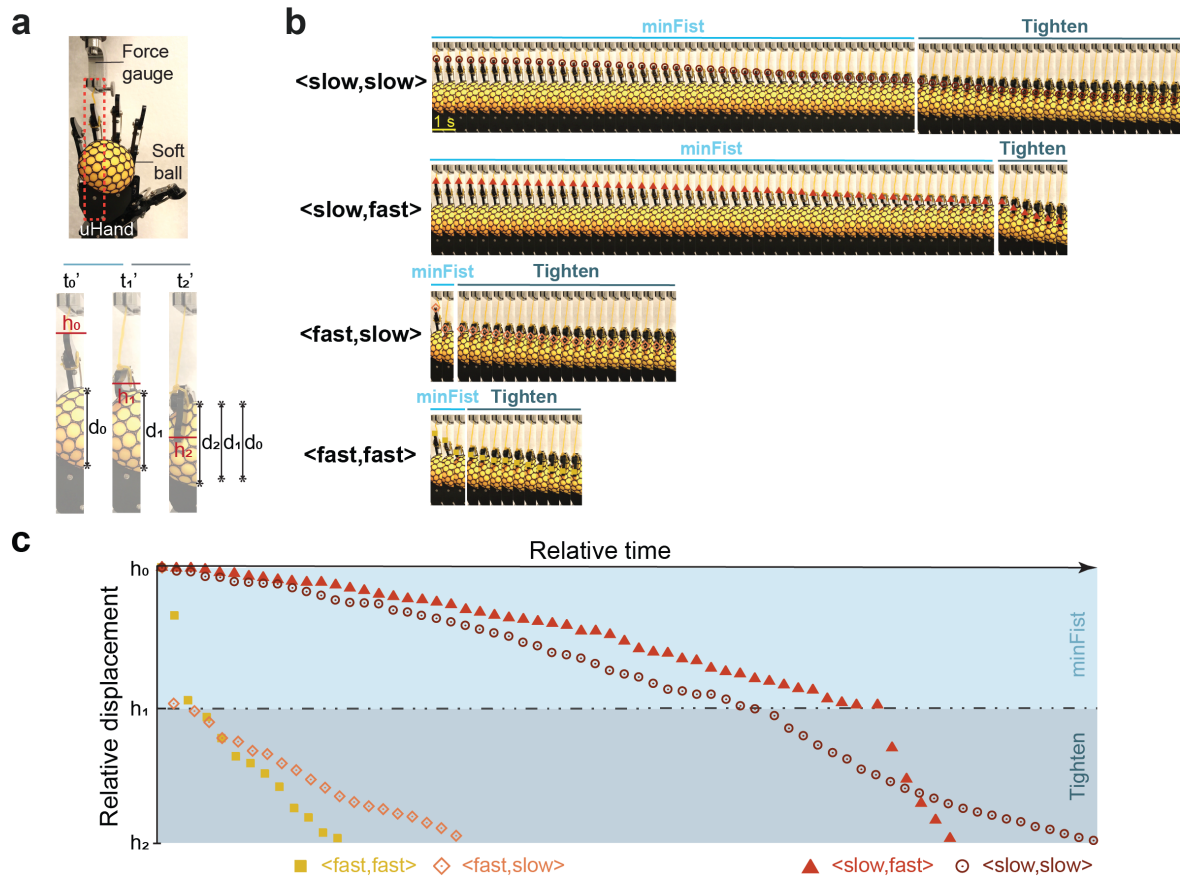 a
Force
gauge
Soft
ball
uHand
t₀' t₁' t₂'
h₀
h₁
h₂
d₀
d₁
d₂ d₁ d₀
b
minFist Tighten
<slow,slow>
1 s
minFist Tighten
<slow,fast>
minFist Tighten
<fast,slow>
minFist Tighten
<fast,fast>
c
Relative time
Relative displacement
h₀
h₁
h₂
minFist
Tighten
<fast,fast> <fast,slow> <slow,fast> <slow,slow>